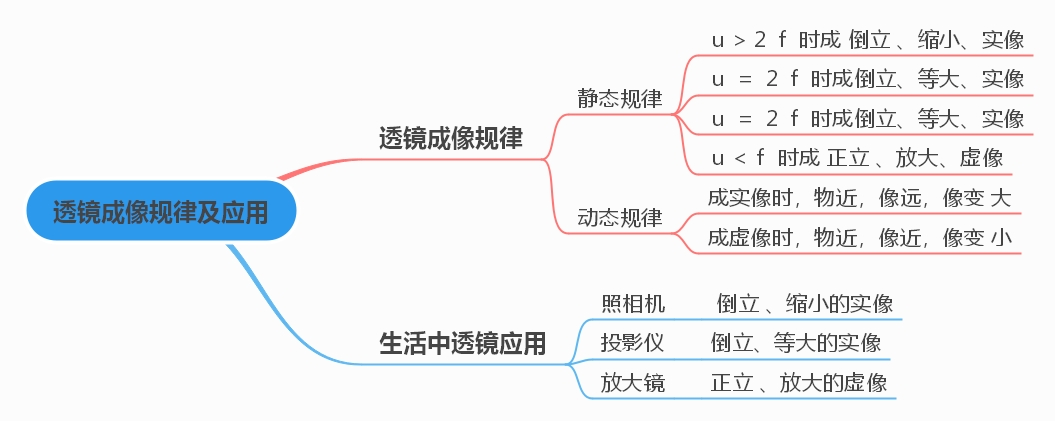 透镜成像规律及应用
透镜成像规律
静态规律
u > 2 f 时成 倒立 、缩小、实像
u = 2 f 时成倒立、等大、实像
u = 2 f 时成倒立、等大、实像
u < f 时成 正立 、放大、虚像
动态规律
成实像时，物近，像远，像变 大
成虚像时，物近，像近，像变 小
生活中透镜应用
照相机 倒立 、缩小的实像
投影仪 倒立、等大的实像
放大镜 正立 、放大的虚像